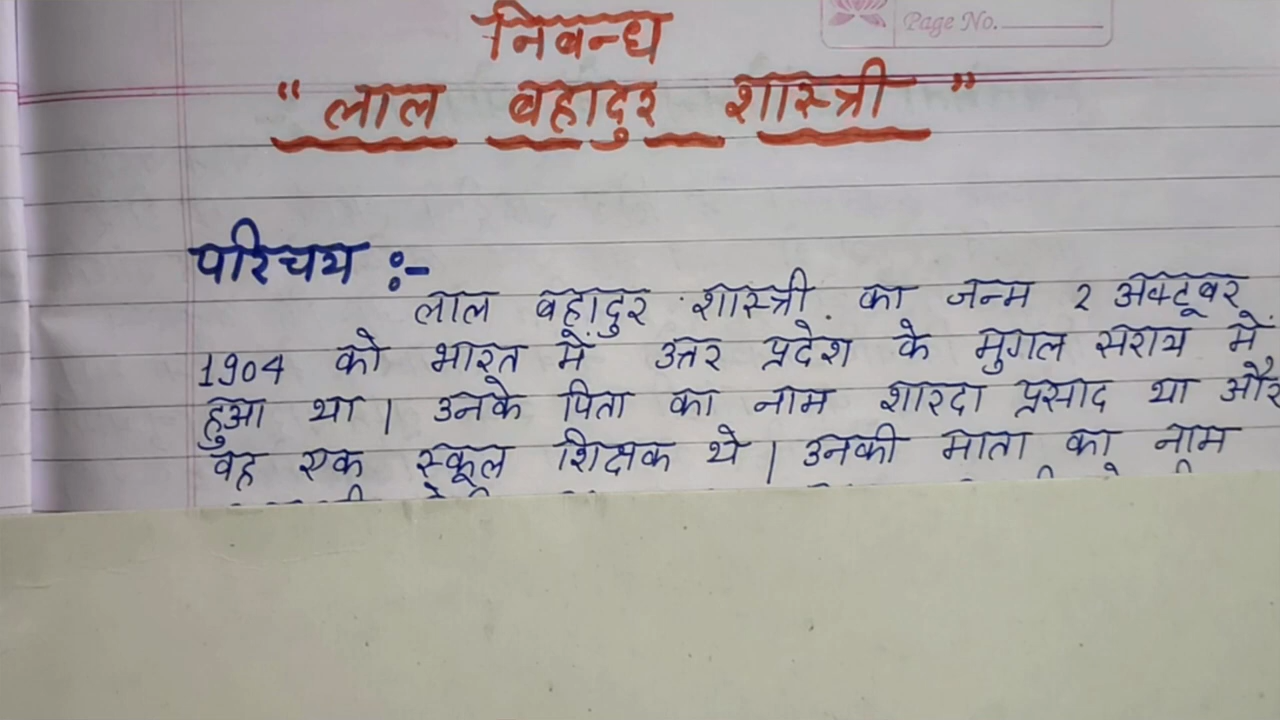 Page No.
निबन्ध
“ लाल बहादुर शास्त्री ”
परिचय :-
लाल बहादुर शास्त्री का जन्म 2 अक्टूबर
1904 को भारत में उत्तर प्रदेश के मुगल सराय में
हुआ था । उनके पिता का नाम शारदा प्रसाद था और
वह एक स्कूल शिक्षक थे । उनकी माता का नाम